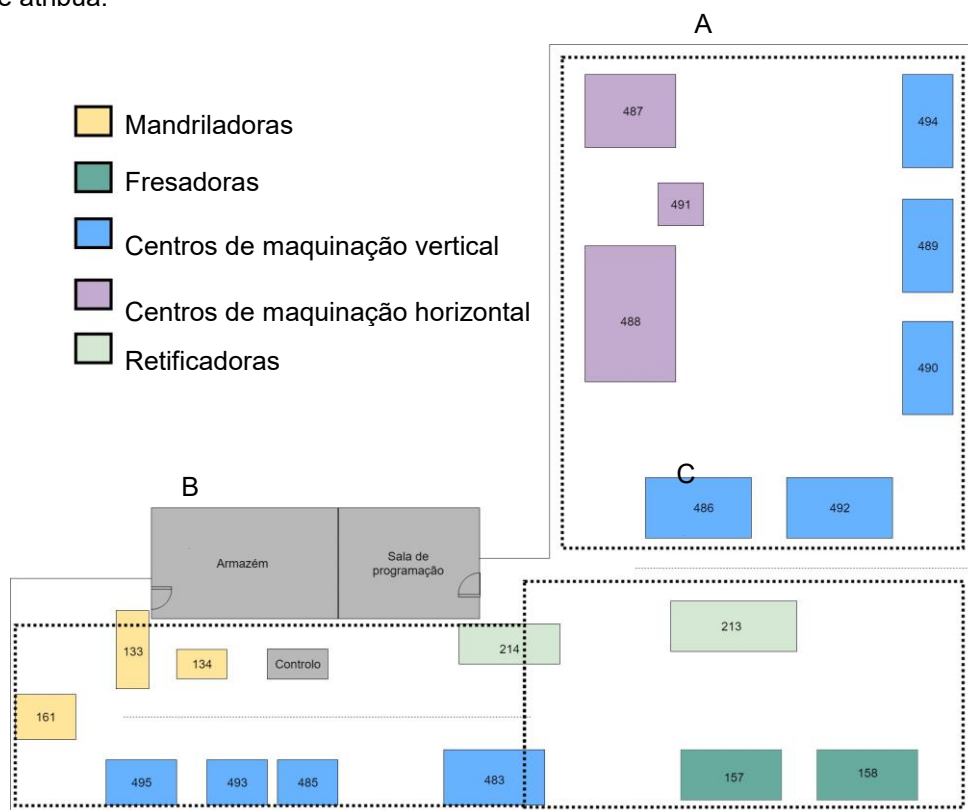 e atribua.
A
Mandriladoras
Fresadoras
Centros de maquinação vertical
Centros de maquinação horizontal
Retificadoras
487
494
491
489
488
490
C
486
492
B
Armazém
Sala de
programação
133
134
Controlo
214
213
161
495
493
485
483
157
158